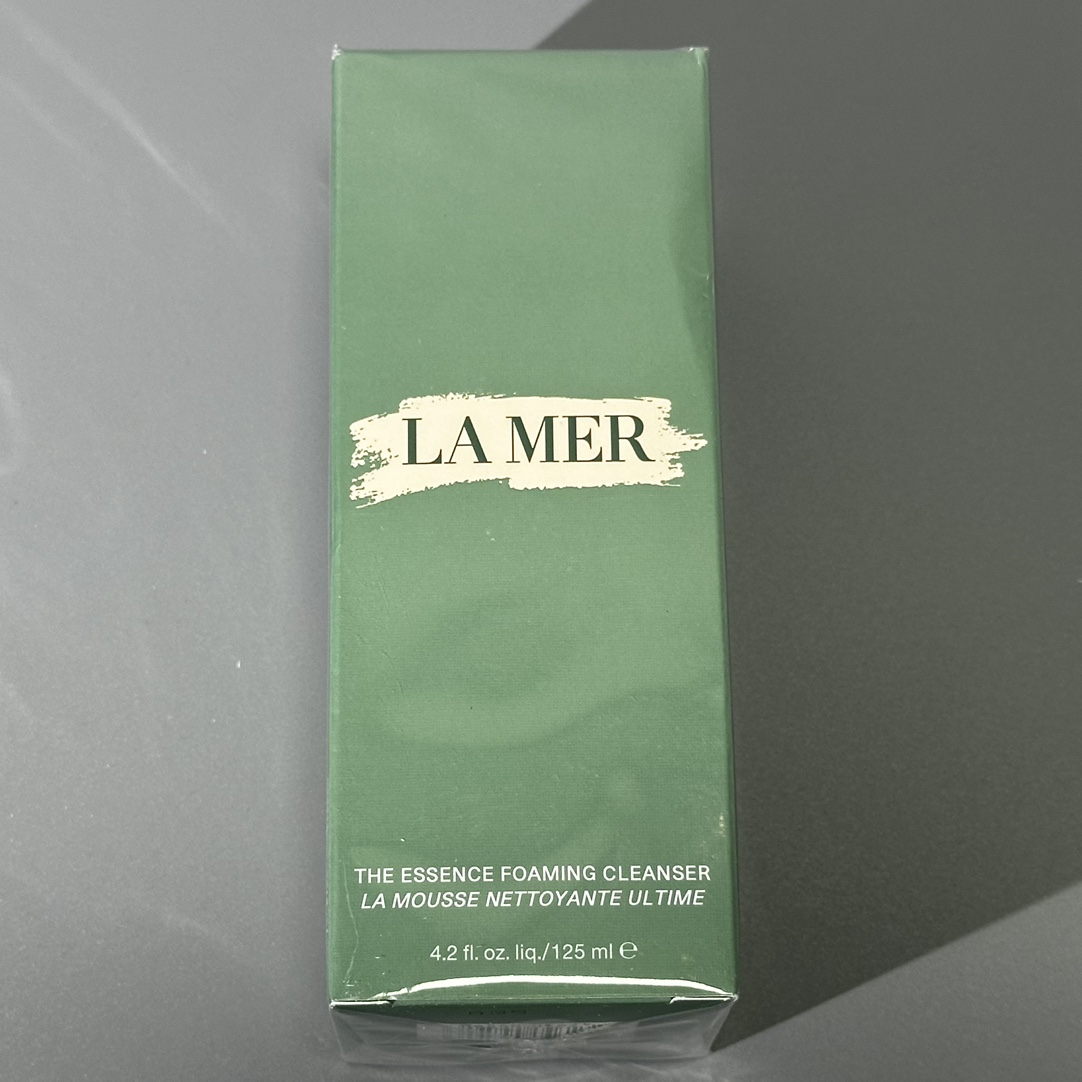 LA MER
THE ESSENCE FOAMING CLEANSER
LA MOUSSE NETTOYANTE ULTIME
4.2 fl. oz. liq./125 ml ℮